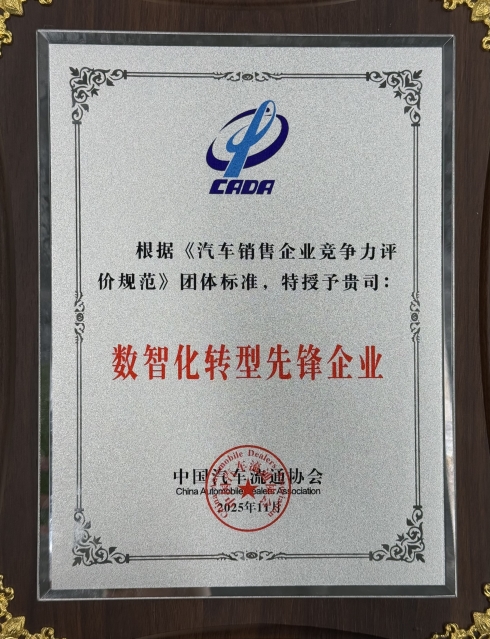 CADA
根据《汽车销售企业竞争力评
价规范》团体标准，特授予贵司：
数智化转型先锋企业
中国汽车流通协会
China Automobile Dealers Association
2025年11月